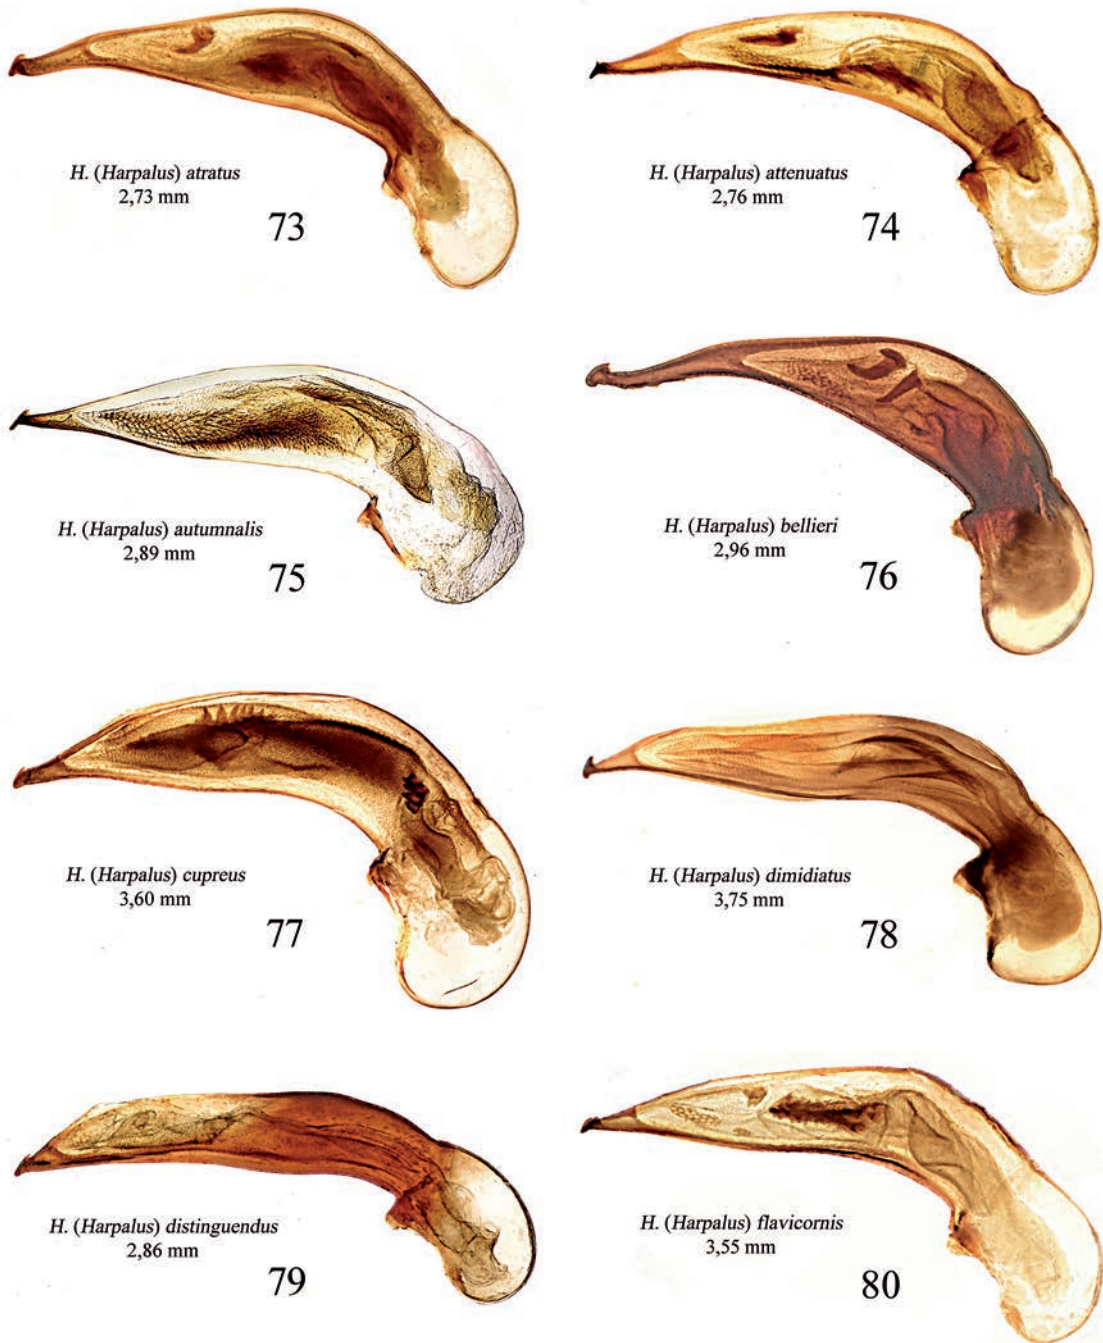 H. (Harpalus) atratus
2,73 mm
73
H. (Harpalus) attenuatus
2,76 mm
74
H. (Harpalus) autumnalis
2,89 mm
75
H. (Harpalus) bellieri
2,96 mm
76
H. (Harpalus) cupreus
3,60 mm
77
H. (Harpalus) dimidiatus
3,75 mm
78
H. (Harpalus) distinguendus
2,86 mm
79
H. (Harpalus) flavicornis
3,55 mm
80